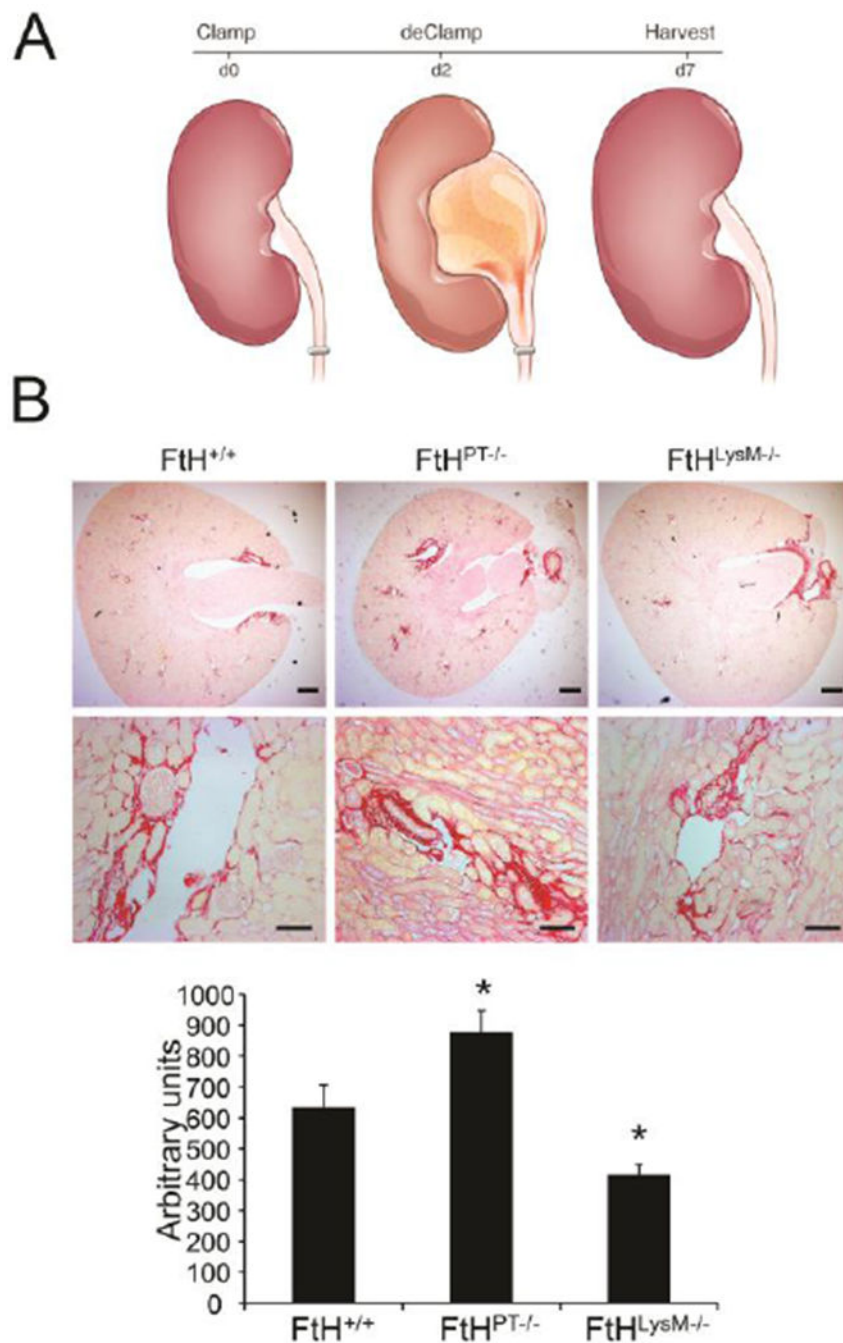 A
Clamp deClamp Harvest
d0 d2 d7
B
FtH+/+ FtHPT-/- FtHLysM-/-
1000
900
800
700
600
500
400
300
200
100
0
Arbitrary units
* *
FtH+/+ FtHPT-/- FtHLysM-/-